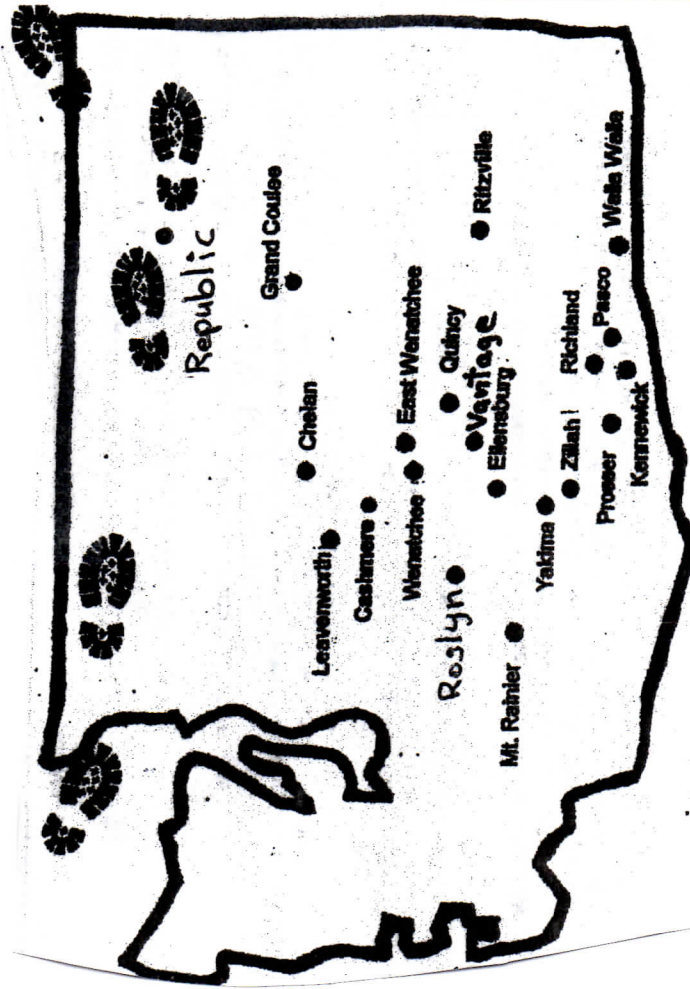 Republic
Grand Coulee
Chelan
Leavenworth
Cashmere
East Wenatchee
Wenatchee
Quincy
Ritzville
Vantage
Roslyn
Ellensburg
Mt. Rainier
Yakima
Zillah!
Richland
Prosser
Pasco
Kennewick
Walla Walla